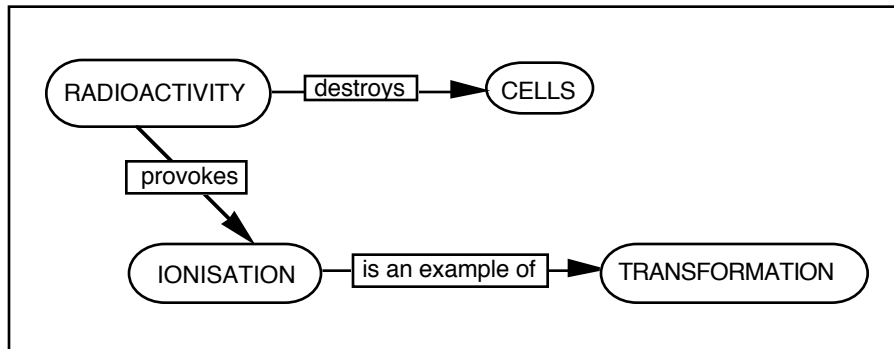 RADIOACTIVITY
destroys
CELLS
provokes
IONISATION
is an example of
TRANSFORMATION